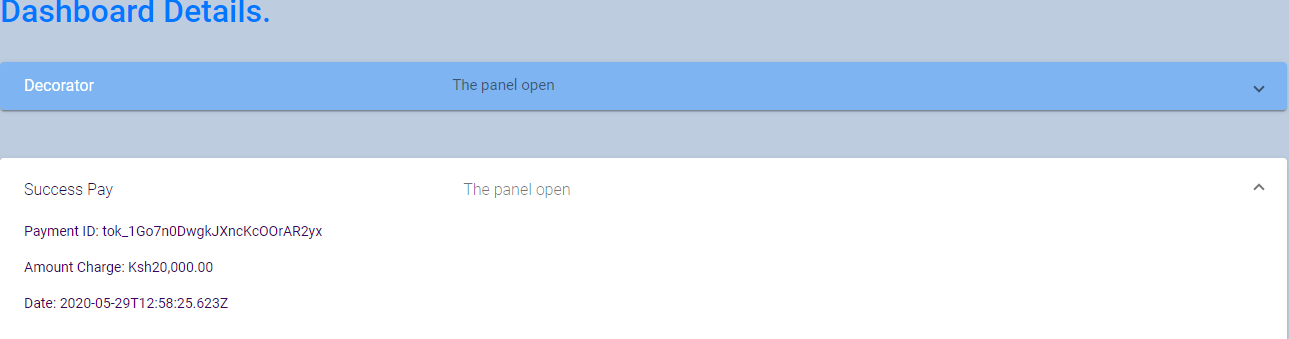 Dashboard Details.
Decorator The panel open
Success Pay The panel open
Payment ID: tok_1Go7n0DwgkJXncKcOOrAR2yx
Amount Charge: Ksh20,000.00
Date: 2020-05-29T12:58:25.623Z